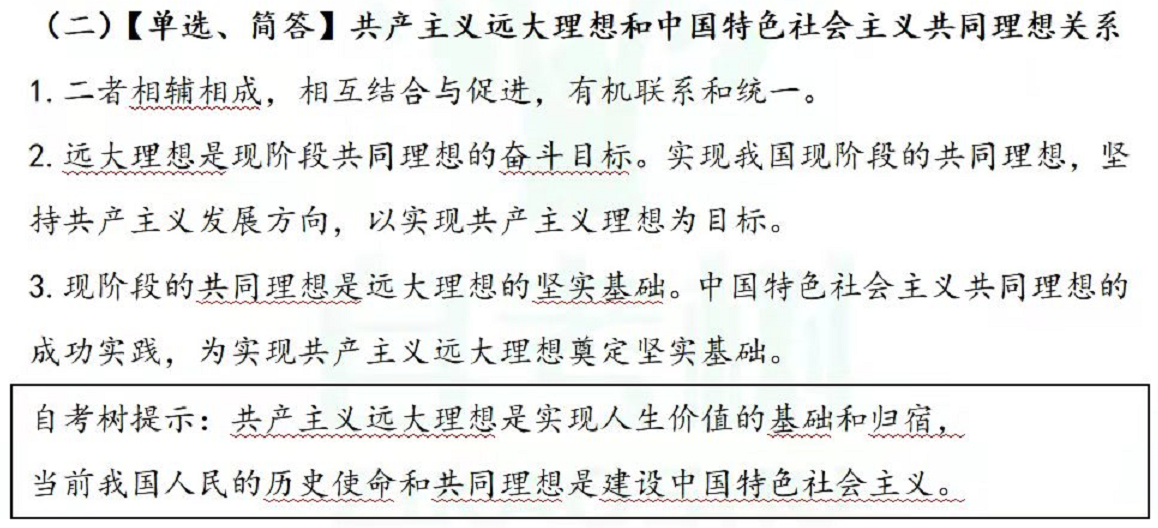 （二）【单选、简答】共产主义远大理想和中国特色社会主义共同理想关系
1. 二者相辅相成，相互结合与促进，有机联系和统一。
2. 远大理想是现阶段共同理想的奋斗目标。实现我国现阶段的共同理想，坚
持共产主义发展方向，以实现共产主义理想为目标。
3. 现阶段的共同理想是远大理想的坚实基础。中国特色社会主义共同理想的
成功实践，为实现共产主义远大理想奠定坚实基础。
自考树提示：共产主义远大理想是实现人生价值的基础和归宿，
当前我国人民的历史使命和共同理想是建设中国特色社会主义。